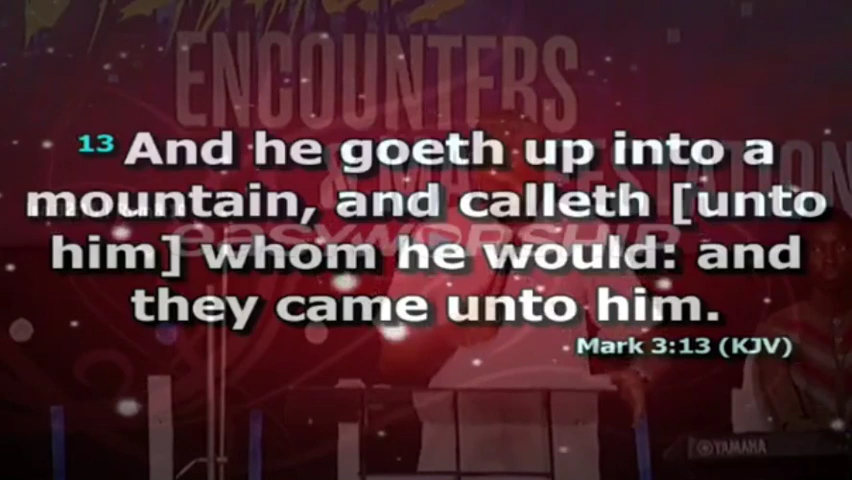 ENCOUNTERS
13 And he goeth up into a
mountain, and calleth [unto
him] whom he would: and
they came unto him.
Mark 3:13 (KJV)
easyworship
YAMAHA